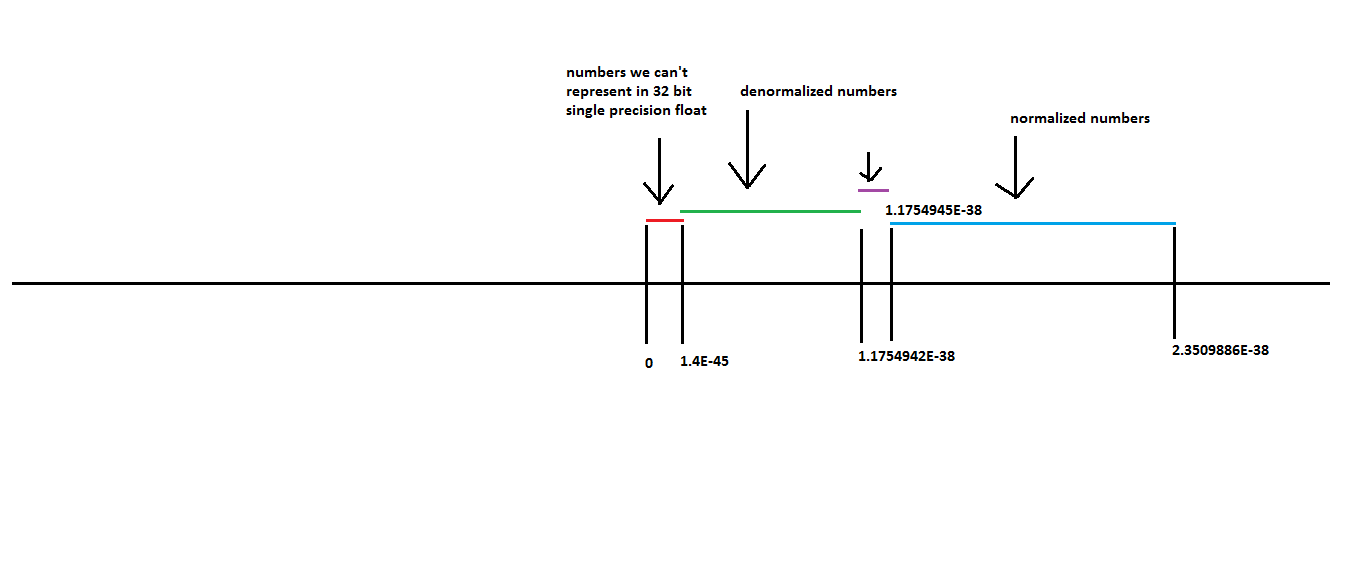 numbers we can't
represent in 32 bit
single precision float
denormalized numbers
normalized numbers
1.1754945E-38
0
1.4E-45
1.1754942E-38
2.3509886E-38